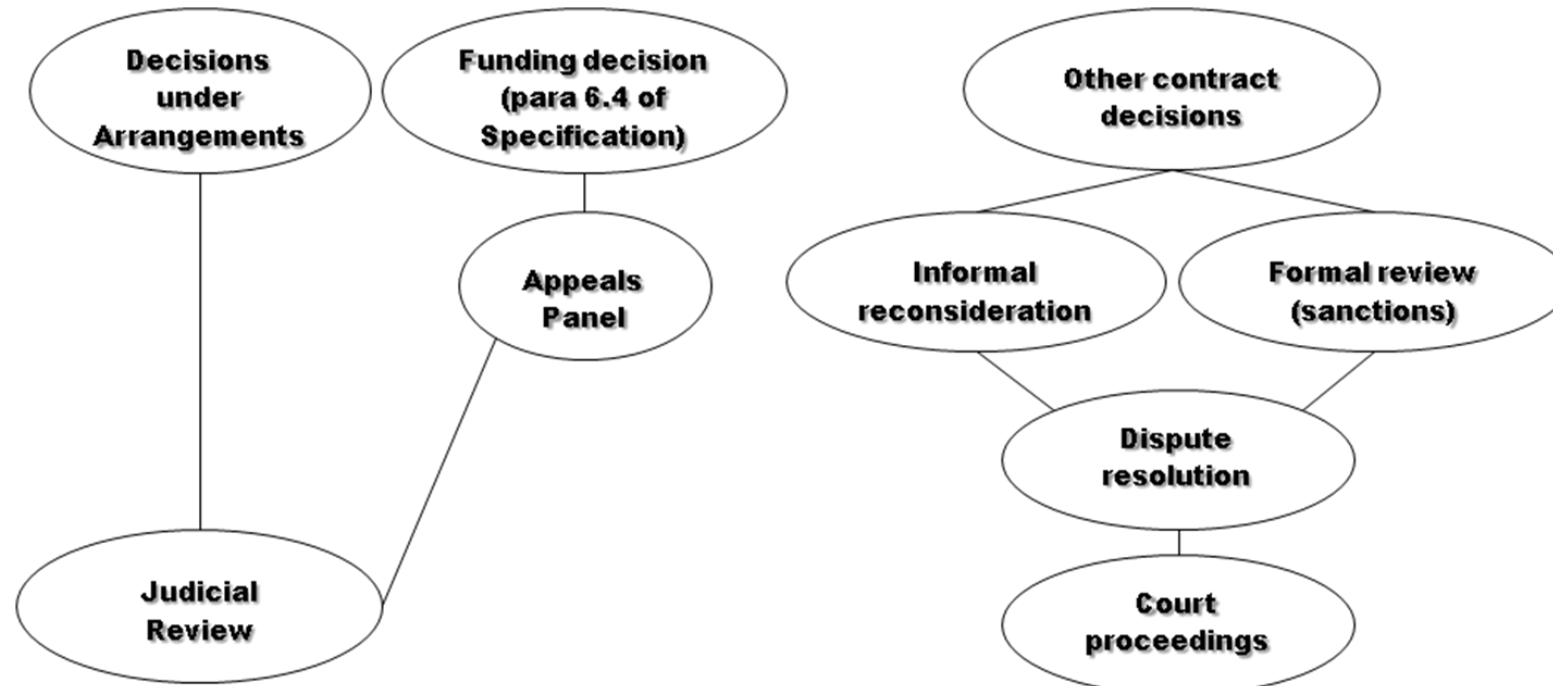 Decisions
under
Arrangements
Funding decision
(para 6.4 of
Specification)
Other contract
decisions
Appeals
Panel
Informal
reconsideration
Formal review
(sanctions)
Dispute
resolution
Judicial
Review
Court
proceedings